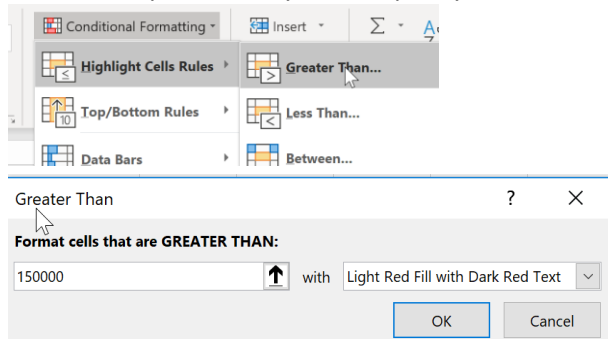 Conditional Formatting Insert Σ
Highlight Cells Rules Greater Than...
Top/Bottom Rules Less Than...
Data Bars Between...
Greater Than ? ×
Format cells that are GREATER THAN:
150000 with Light Red Fill with Dark Red Text
OK Cancel